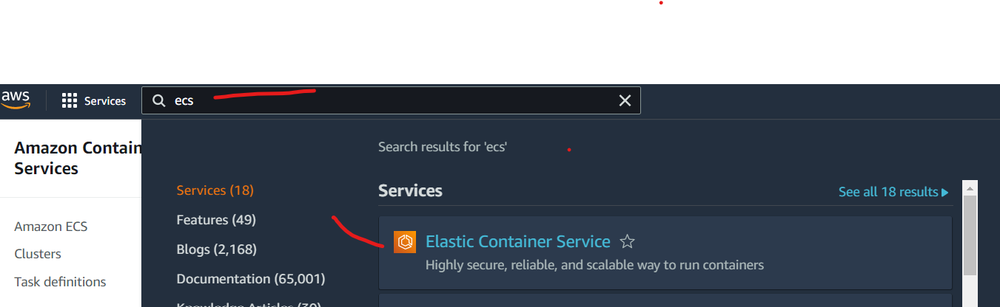 aws
Services
ecs
Amazon Contain
Services
Search results for 'ecs'
Services (18)
Services
See all 18 results
Features (49)
Amazon ECS
Blogs (2,168)
Elastic Container Service
Clusters
Highly secure, reliable, and scalable way to run containers
Documentation (65,001)
Task definitions
Knowledge Articles (30)